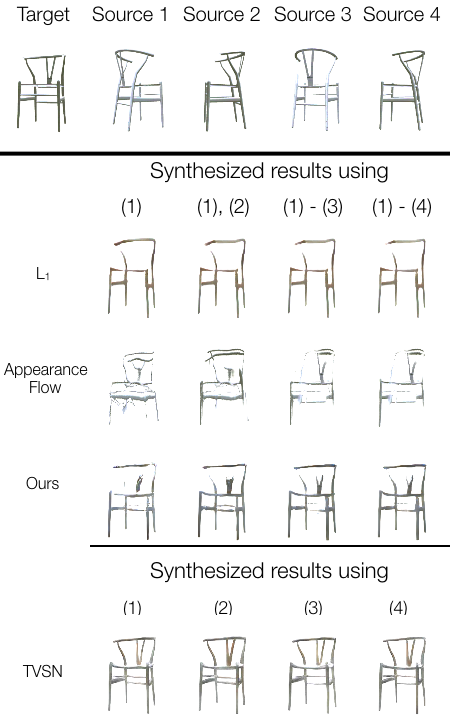 Target Source 1 Source 2 Source 3 Source 4
Synthesized results using
(1) (1), (2) (1) - (3) (1) - (4)
L₁
Appearance
Flow
Ours
Synthesized results using
(1) (2) (3) (4)
TVSN